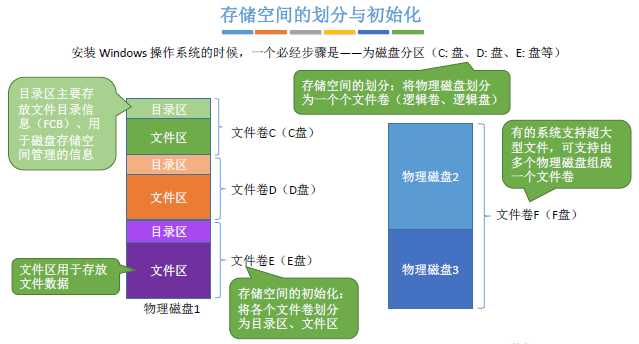 存储空间的划分与初始化
安装 Windows 操作系统的时候，一个必经步骤是——为磁盘分区（C: 盘、D: 盘、E: 盘等）
目录区主要存
放文件目录信
息（FCB）、用
于磁盘存储空
间管理的信息
存储空间的划分：将物理磁盘划分
为一个个文件卷（逻辑卷、逻辑盘）
目录区
文件区
文件卷C（C盘）
目录区
文件区
文件卷D（D盘）
目录区
文件区
文件卷E（E盘）
物理磁盘1
文件区用于存放
文件数据
存储空间的初始化：
将各个文件卷划分
为目录区、文件区
物理磁盘2
物理磁盘3
文件卷F（F盘）
有的系统支持超大
型文件，可支持由
多个物理磁盘组成
一个文件卷